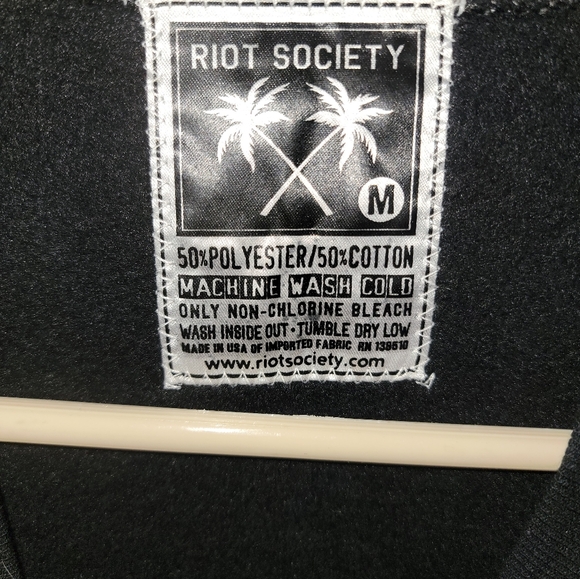 RIOT SOCIETY
M
50%POLYESTER/50%COTTON
MACHINE WASH COLD
ONLY NON-CHLORINE BLEACH
WASH INSIDE OUT · TUMBLE DRY LOW
MADE IN USA OF IMPORTED FABRIC RN 139510
www.riotsociety.com